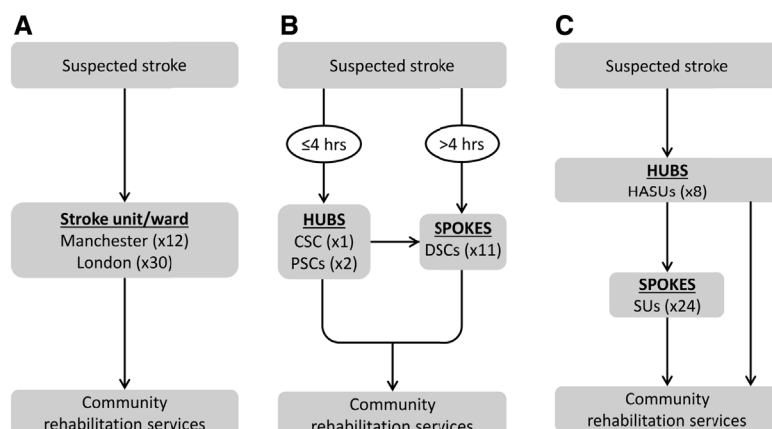 A
Suspected stroke
Stroke unit/ward
Manchester (x12)
London (x30)
Community
rehabilitation services
B
Suspected stroke
≤4 hrs
>4 hrs
HUBS
CSC (x1)
PSCs (x2)
SPOKES
DSCs (x11)
Community
rehabilitation services
C
Suspected stroke
HUBS
HASUs (x8)
SPOKES
SUs (x24)
Community
rehabilitation services